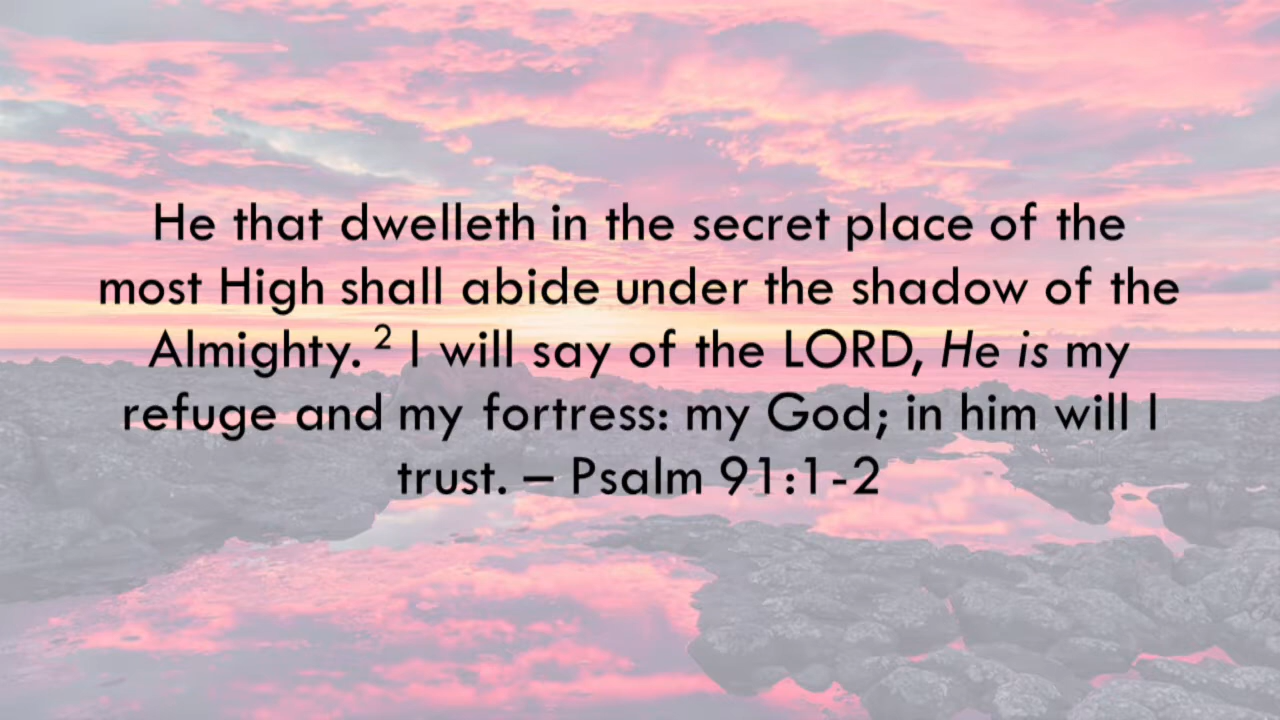 He that dwelleth in the secret place of the
most High shall abide under the shadow of the
Almighty. ² I will say of the LORD, He is my
refuge and my fortress: my God; in him will I
trust. – Psalm 91:1-2